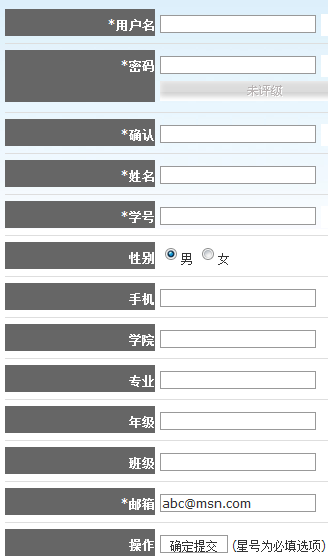 *用户名
*密码
未评级
*确认
*姓名
*学号
性别 男 女
手机
学院
专业
年级
班级
*邮箱 abc@msn.com
操作 确定提交 (星号为必填选项)